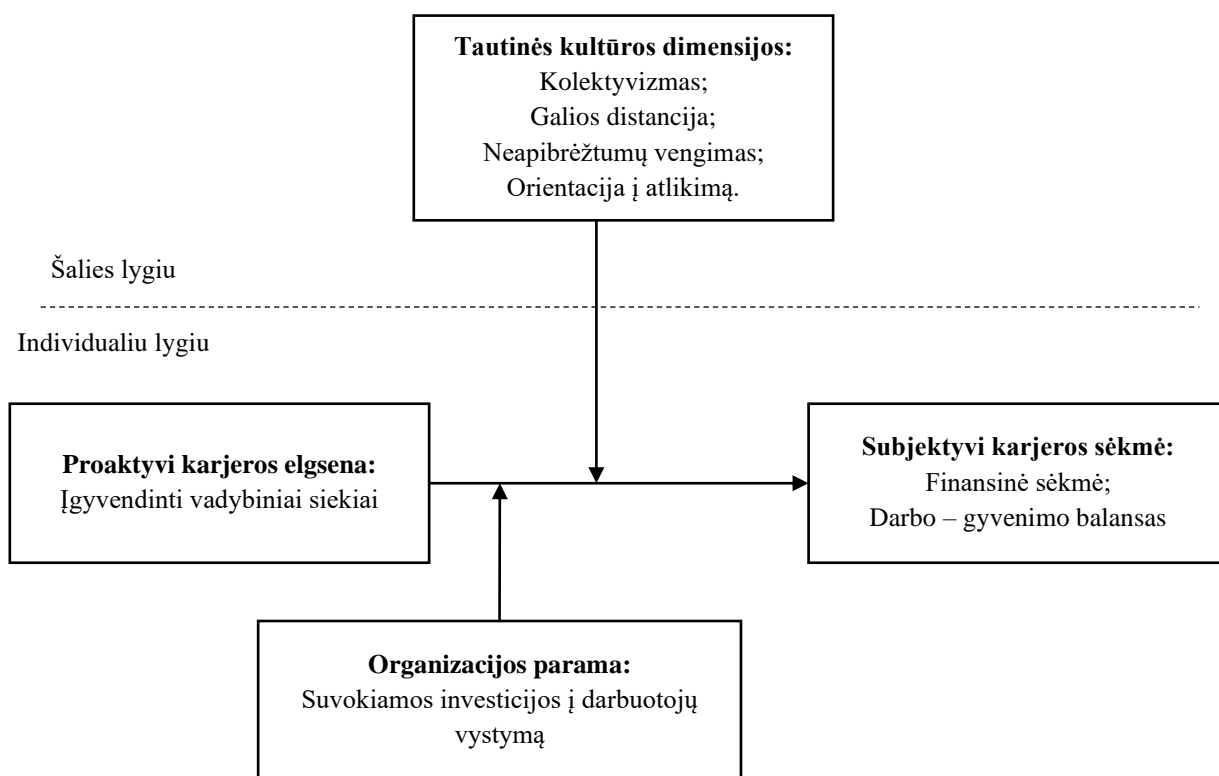 Tautinės kultūros dimensijos:
Kolektyvizmas;
Galios distancija;
Neapibrėžtumų vengimas;
Orientacija į atlikimą.
Šalies lygiu
Individualiu lygiu
Proaktyvi karjeros elgsena:
Įgyvendinti vadybiniai siekiai
Subjektyvi karjeros sėkmė:
Finansinė sėkmė;
Darbo – gyvenimo balansas
Organizacijos parama:
Suvokiamos investicijos į darbuotojų
vystymą